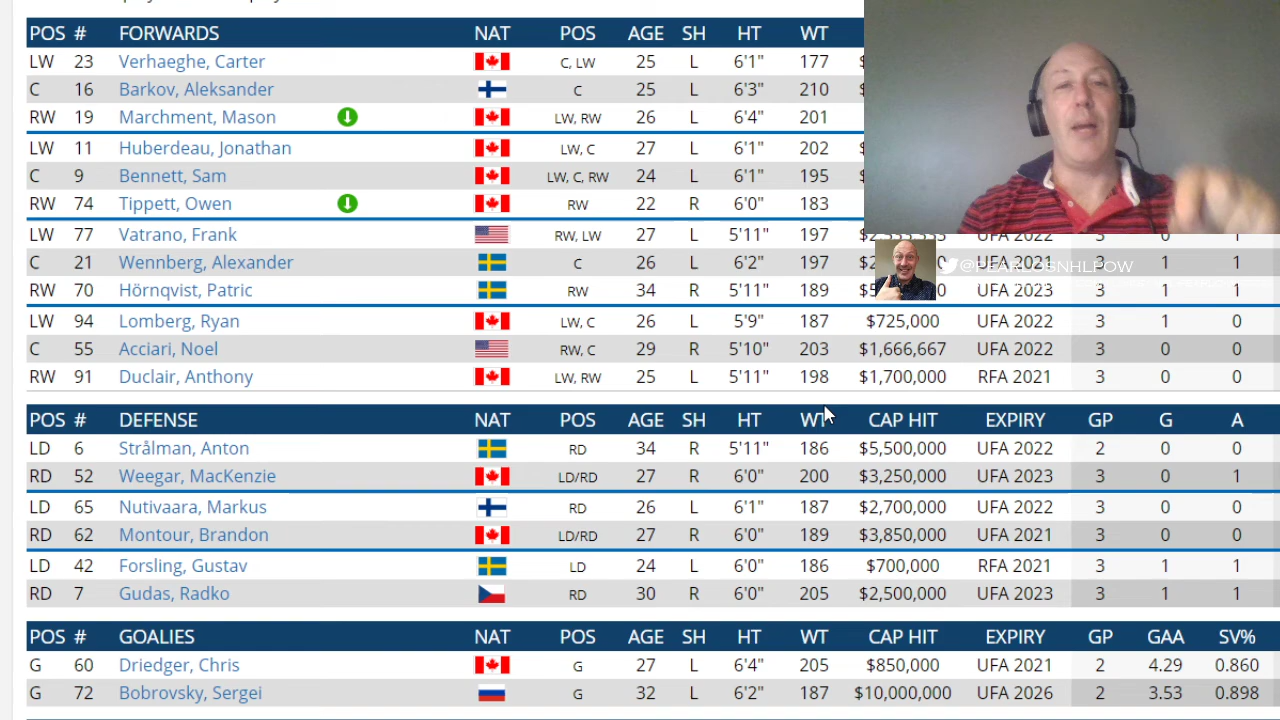 POS # FORWARDS NAT POS AGE SH HT WT
LW 23 Verhaeghe, Carter C, LW 25 L 6'1" 177
C 16 Barkov, Aleksander C 25 L 6'3" 210
RW 19 Marchment, Mason LW, RW 26 L 6'4" 201
LW 11 Huberdeau, Jonathan LW, C 27 L 6'1" 202
C 9 Bennett, Sam LW, C, RW 24 L 6'1" 195
RW 74 Tippett, Owen RW 22 R 6'0" 183
LW 77 Vatrano, Frank RW, LW 27 L 5'11" 197 UFA 2022 3 0 1
C 21 Wennberg, Alexander C 26 L 6'2" 197 UFA 2021 3 1 1
@PEARLOSNHLPOW
RW 70 Hörnqvist, Patric RW 34 R 5'11" 189 UFA 2023 3 1 1
LW 94 Lomberg, Ryan LW, C 26 L 5'9" 187 $725,000 UFA 2022 3 1 0
C 55 Acciari, Noel RW, C 29 R 5'10" 203 $1,666,667 UFA 2022 3 0 0
RW 91 Duclair, Anthony LW, RW 25 L 5'11" 198 $1,700,000 RFA 2021 3 0 0
POS # DEFENSE NAT POS AGE SH HT WT CAP HIT EXPIRY GP G A
LD 6 Strålman, Anton RD 34 R 5'11" 186 $5,500,000 UFA 2022 2 0 0
RD 52 Weegar, MacKenzie LD/RD 27 R 6'0" 200 $3,250,000 UFA 2023 3 0 1
LD 65 Nutivaara, Markus RD 26 L 6'1" 187 $2,700,000 UFA 2022 3 0 0
RD 62 Montour, Brandon LD/RD 27 R 6'0" 189 $3,850,000 UFA 2021 3 0 0
LD 42 Forsling, Gustav LD 24 L 6'0" 186 $700,000 RFA 2021 3 1 1
RD 7 Gudas, Radko RD 30 R 6'0" 205 $2,500,000 UFA 2023 3 1 1
POS # GOALIES NAT POS AGE SH HT WT CAP HIT EXPIRY GP GAA SV%
G 60 Driedger, Chris G 27 L 6'4" 205 $850,000 UFA 2021 2 4.29 0.860
G 72 Bobrovsky, Sergei G 32 L 6'2" 187 $10,000,000 UFA 2026 2 3.53 0.898